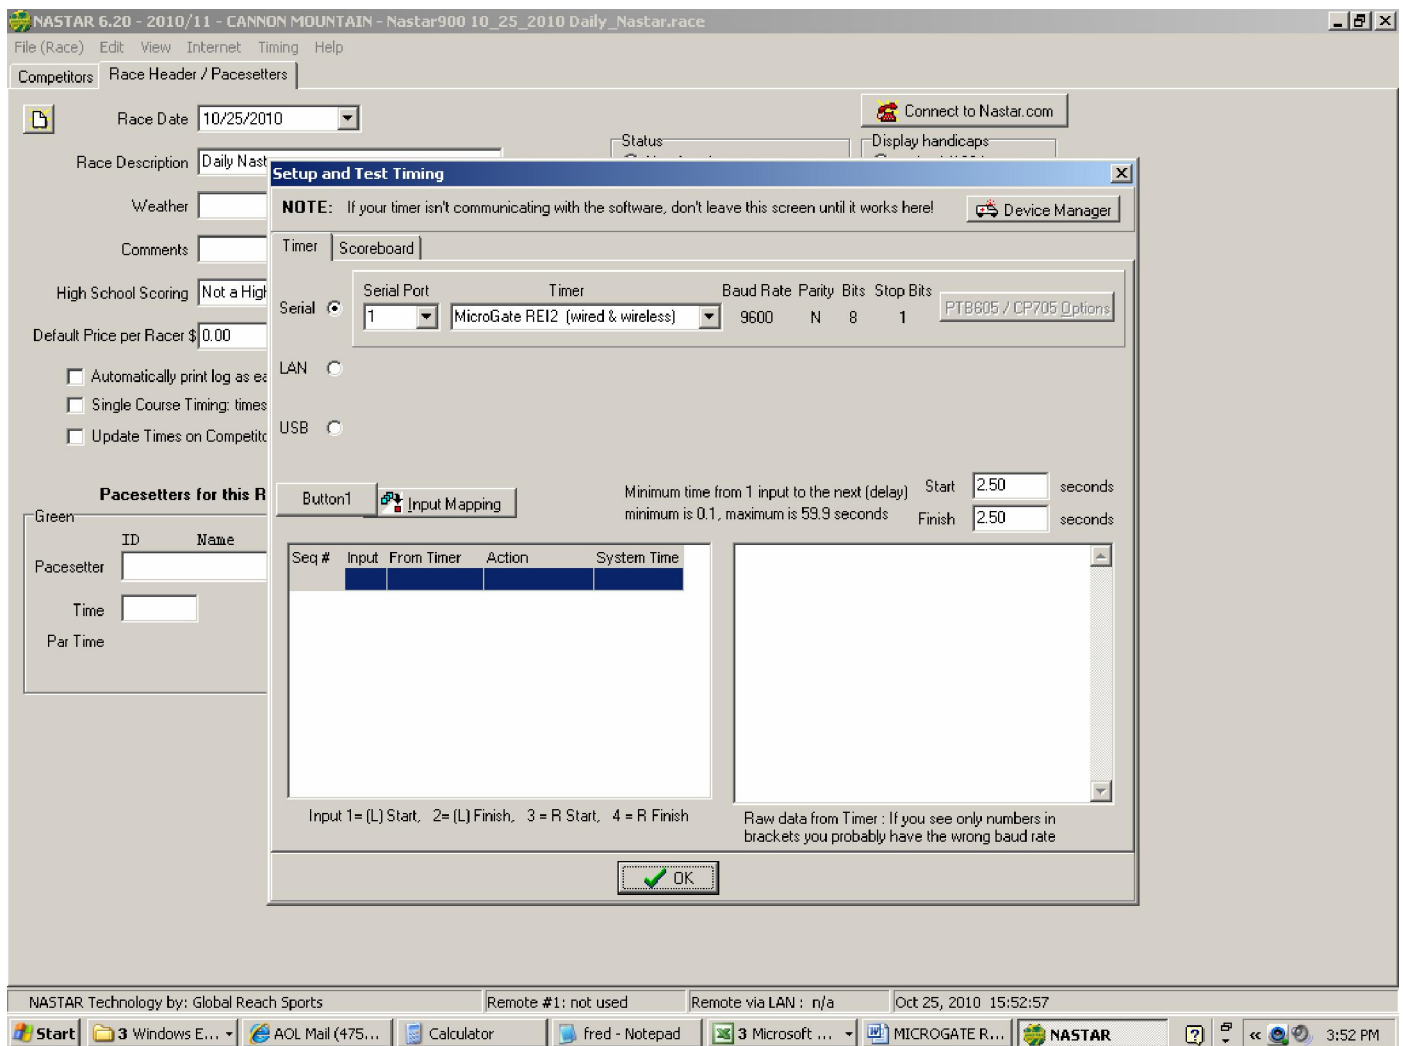 NASTAR 6.20 - 2010/11 - CANNON MOUNTAIN - Nastar900 10_25_2010 Daily_Nastar.race
File (Race) Edit View Internet Timing Help
Competitors Race Header / Pacesetters
Race Date 10/25/2010 Connect to Nastar.com
Status Display handicaps
Race Description Daily Nast
Setup and Test Timing
Weather NOTE: If your timer isn't communicating with the software, don't leave this screen until it works here! Device Manager
Comments Timer Scoreboard
Serial Port Timer Baud Rate Parity Bits Stop Bits
High School Scoring Not a High Serial 1 MicroGate REI2 (wired & wireless) 9600 N 8 1 PTB605 / CP705 Options
Default Price per Racer $ 0.00
Automatically print log as ea LAN
Single Course Timing: times
Update Times on Competito USB
Pacesetters for this R Button1 Input Mapping Minimum time from 1 input to the next (delay) Start 2.50 seconds
minimum is 0.1, maximum is 59.9 seconds Finish 2.50 seconds
Green
ID Name
Seq # Input From Timer Action System Time
Pacesetter
Time
Par Time
Input 1= (L) Start, 2= (L) Finish, 3 = R Start, 4 = R Finish
Raw data from Timer : If you see only numbers in
brackets you probably have the wrong baud rate
OK
NASTAR Technology by: Global Reach Sports Remote #1: not used Remote via LAN : n/a Oct 25, 2010 15:52:57
Start 3 Windows E... AOL Mail (475... Calculator fred - Notepad 3 Microsoft ... MICROGATE R... NASTAR 3:52 PM